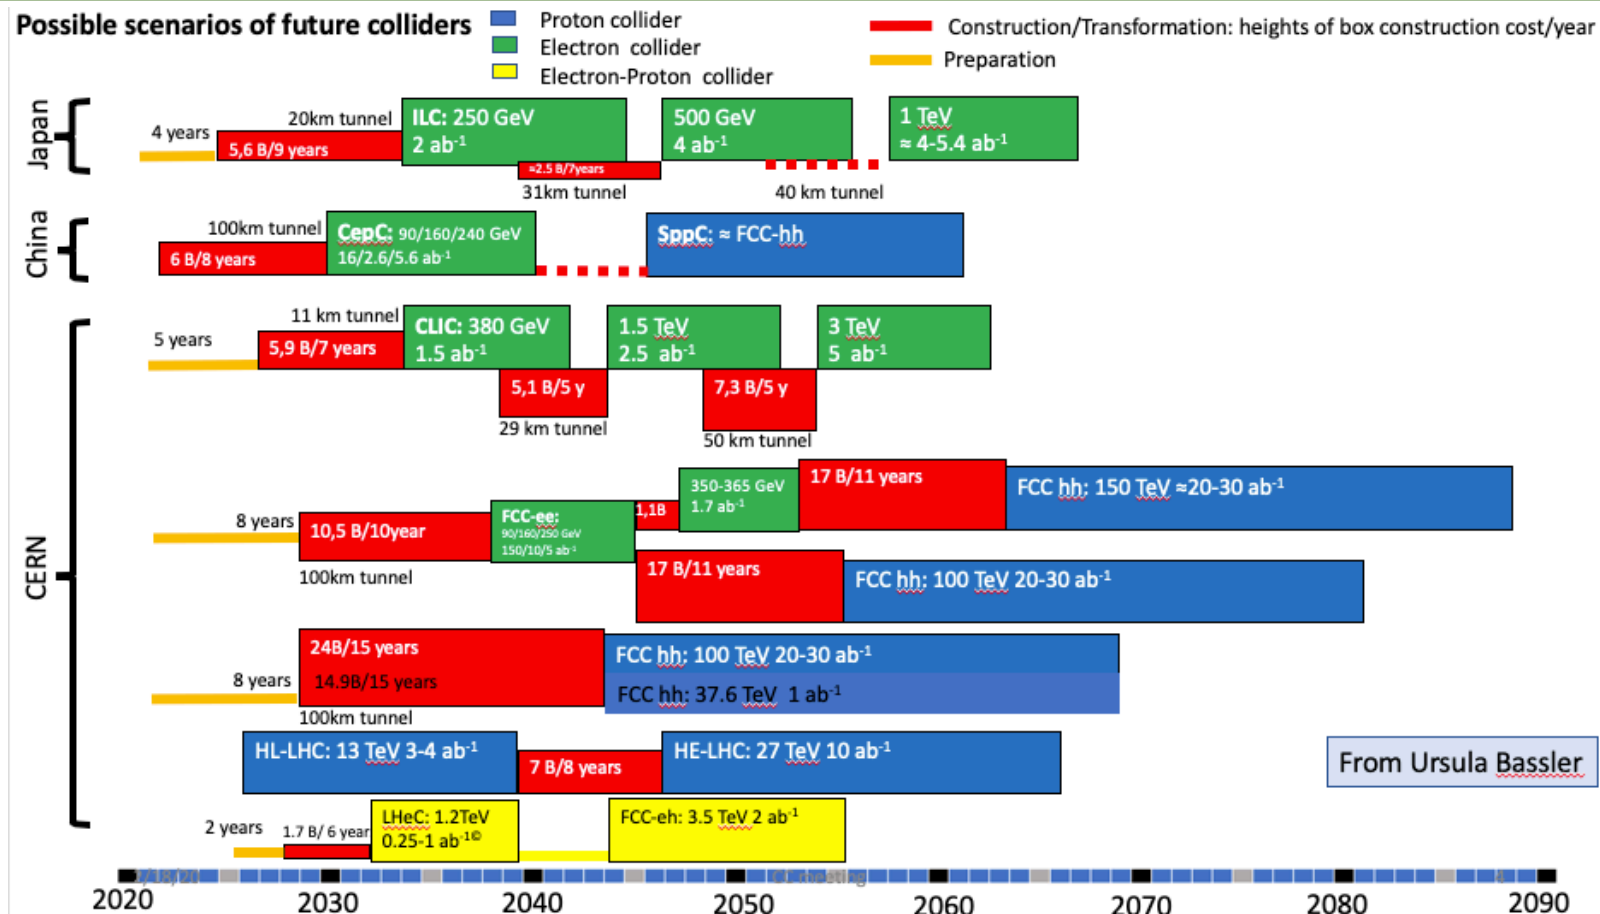 Possible scenarios of future colliders
Proton collider
Electron collider
Electron-Proton collider
Construction/Transformation: heights of box construction cost/year
Preparation
Japan
4 years
20km tunnel
5,6 B/9 years
ILC: 250 GeV
2 ab-1
≈2.5 B/7years
31km tunnel
500 GeV
4 ab-1
40 km tunnel
1 TeV
≈ 4-5.4 ab-1
China
100km tunnel
6 B/8 years
CepC: 90/160/240 GeV
16/2.6/5.6 ab-1
SppC: ≈ FCC-hh
CERN
5 years
11 km tunnel
5,9 B/7 years
CLIC: 380 GeV
1.5 ab-1
5,1 B/5 y
29 km tunnel
1.5 TeV
2.5 ab-1
7,3 B/5 y
50 km tunnel
3 TeV
5 ab-1
8 years
10,5 B/10year
100km tunnel
FCC-ee:
90/160/250 GeV
150/10/5 ab-1
1,1B
350-365 GeV
1.7 ab-1
17 B/11 years
FCC hh: 150 TeV ≈20-30 ab-1
17 B/11 years
FCC hh: 100 TeV 20-30 ab-1
8 years
24B/15 years
14.9B/15 years
100km tunnel
FCC hh: 100 TeV 20-30 ab-1
FCC hh: 37.6 TeV 1 ab-1
HL-LHC: 13 TeV 3-4 ab-1
7 B/8 years
HE-LHC: 27 TeV 10 ab-1
From Ursula Bassler
2 years
1.7 B/ 6 year
LHeC: 1.2TeV
0.25-1 ab-1©
FCC-eh: 3.5 TeV 2 ab-1
CC meeting
2020
2030
2040
2050
2060
2070
2080
2090